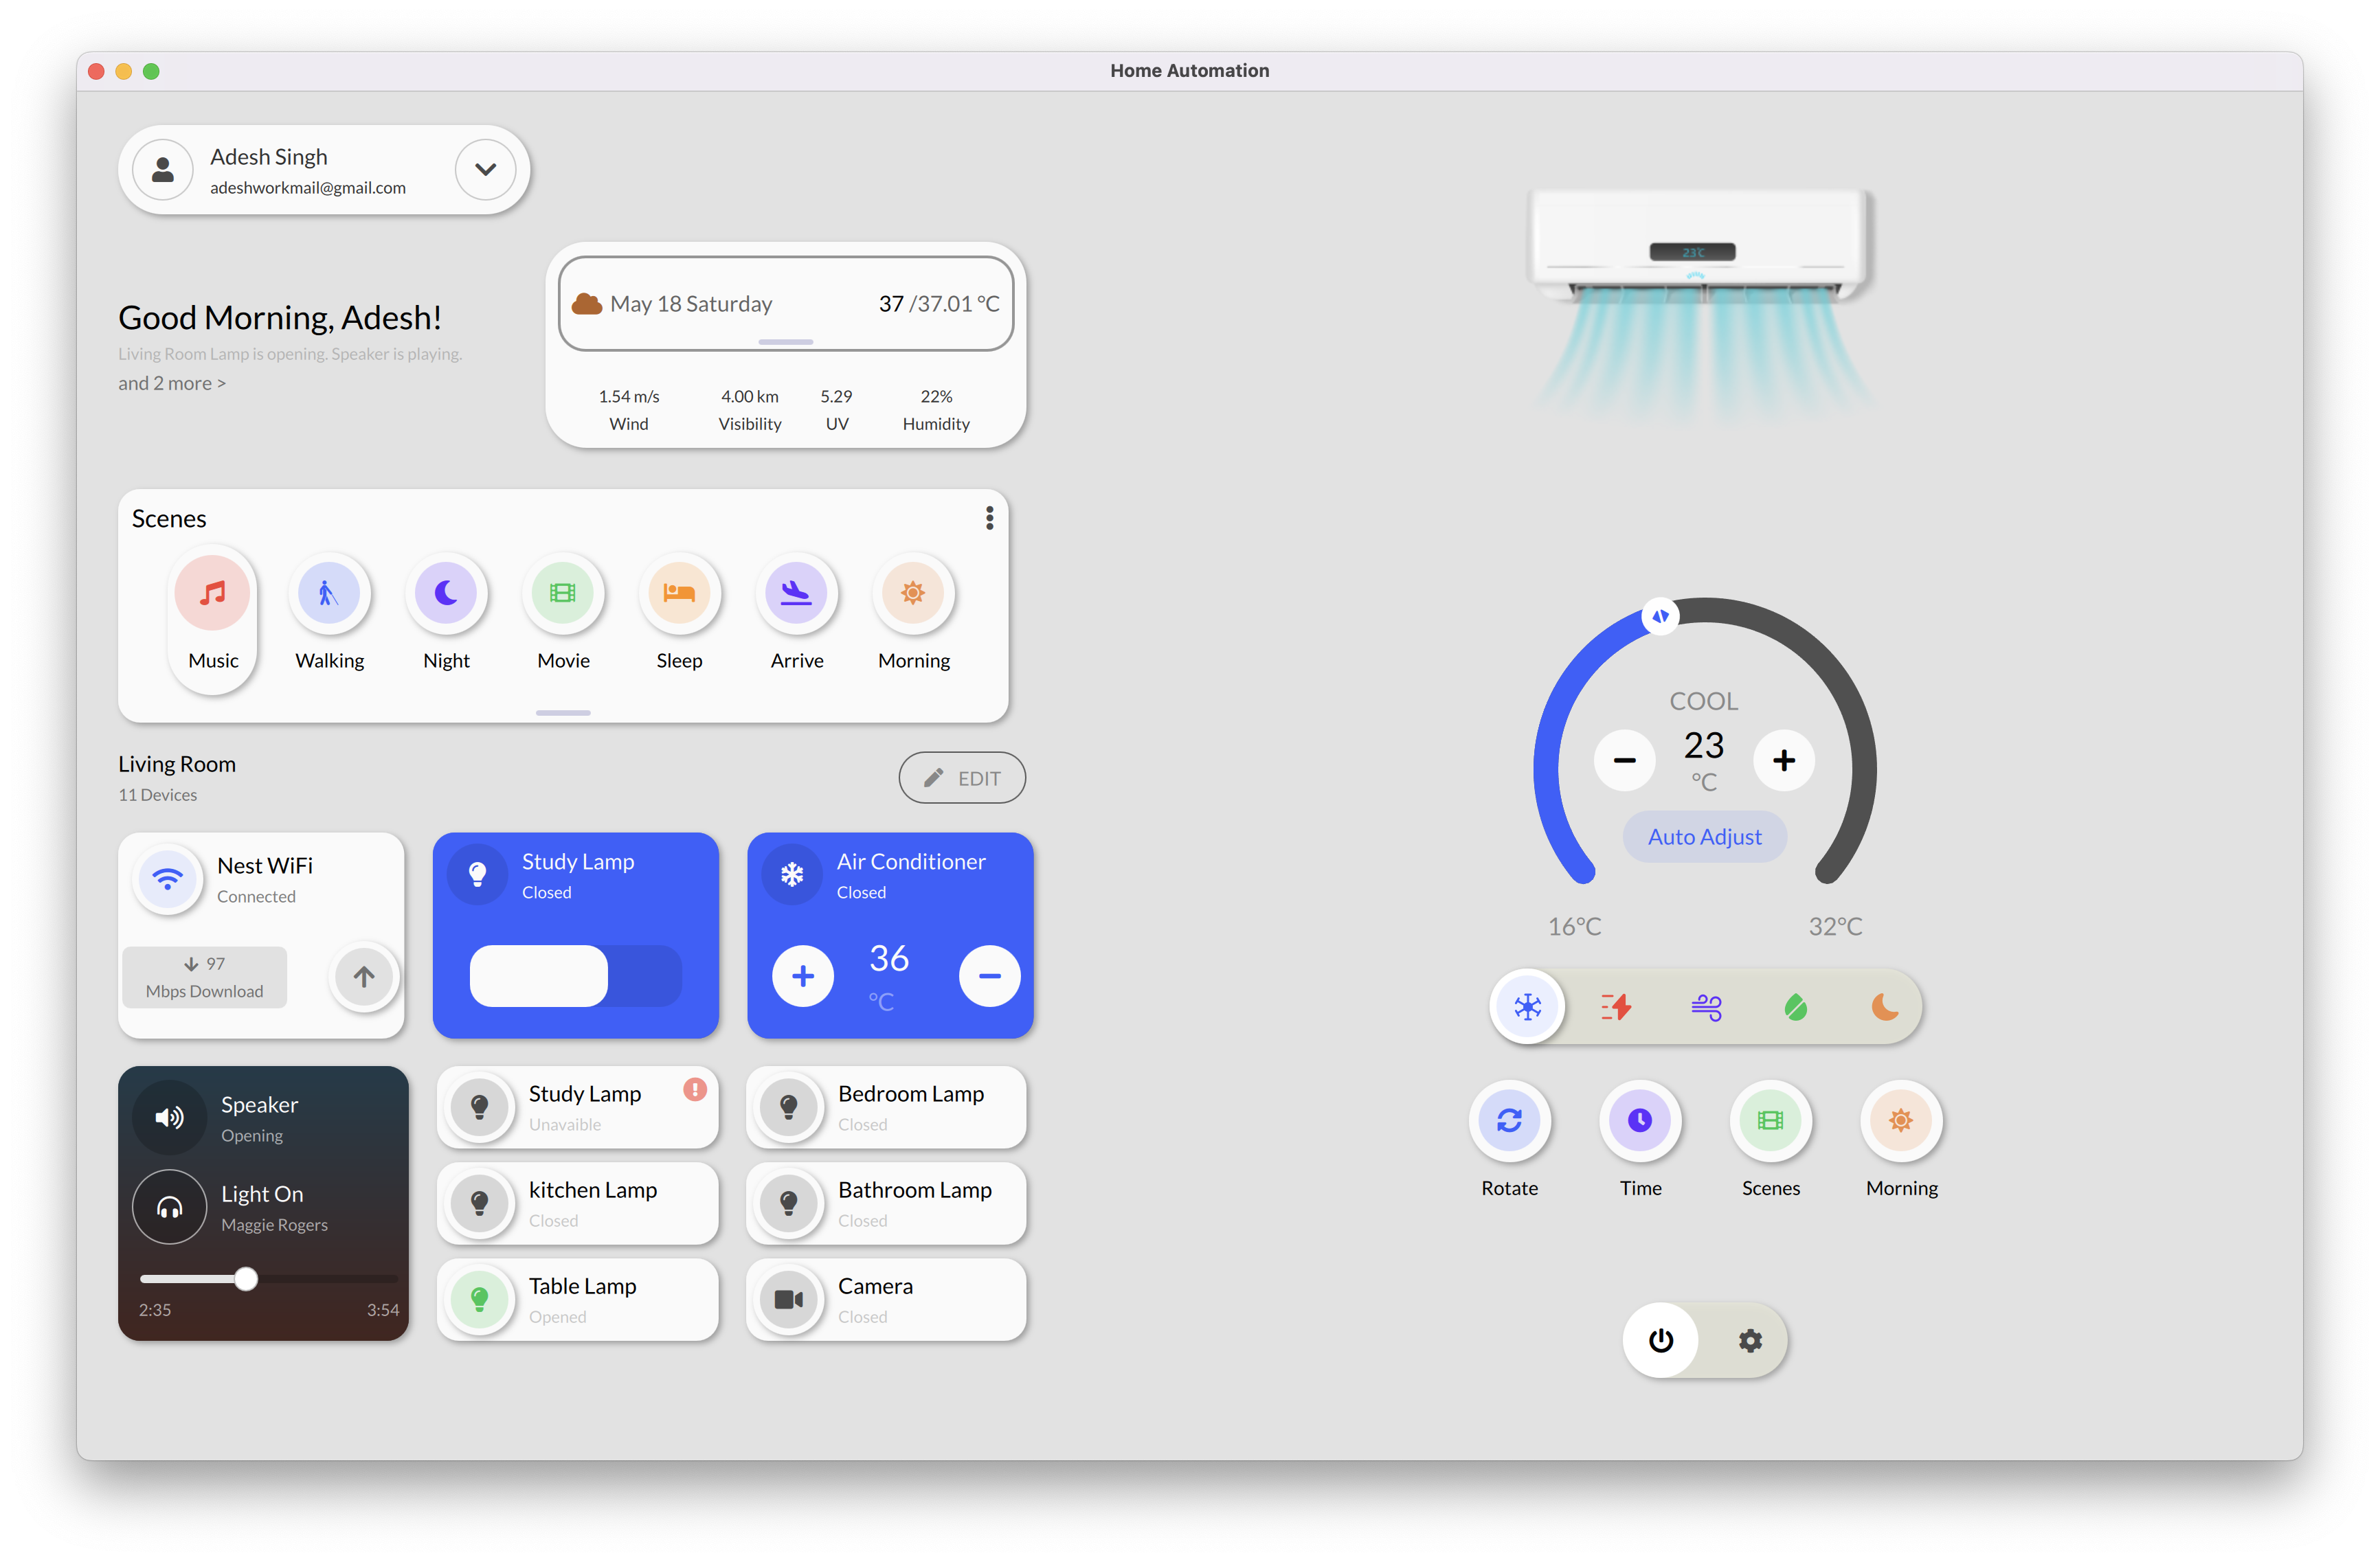 Home Automation
Adesh Singh
adeshworkmail@gmail.com
Good Morning, Adesh!
Living Room Lamp is opening. Speaker is playing.
and 2 more >
May 18 Saturday
37 /37.01 °C
1.54 m/s
4.00 km
5.29
22%
Wind
Visibility
UV
Humidity
Scenes
Music
Walking
Night
Movie
Sleep
Arrive
Morning
Living Room
11 Devices
EDIT
Nest WiFi
Connected
97
Mbps Download
Study Lamp
Closed
Air Conditioner
Closed
36
°C
Speaker
Opening
Light On
Maggie Rogers
2:35
3:54
Study Lamp
Unavaible
Bedroom Lamp
Closed
kitchen Lamp
Closed
Bathroom Lamp
Closed
Table Lamp
Opened
Camera
Closed
23℃
COOL
23
°C
Auto Adjust
16°C
32°C
Rotate
Time
Scenes
Morning